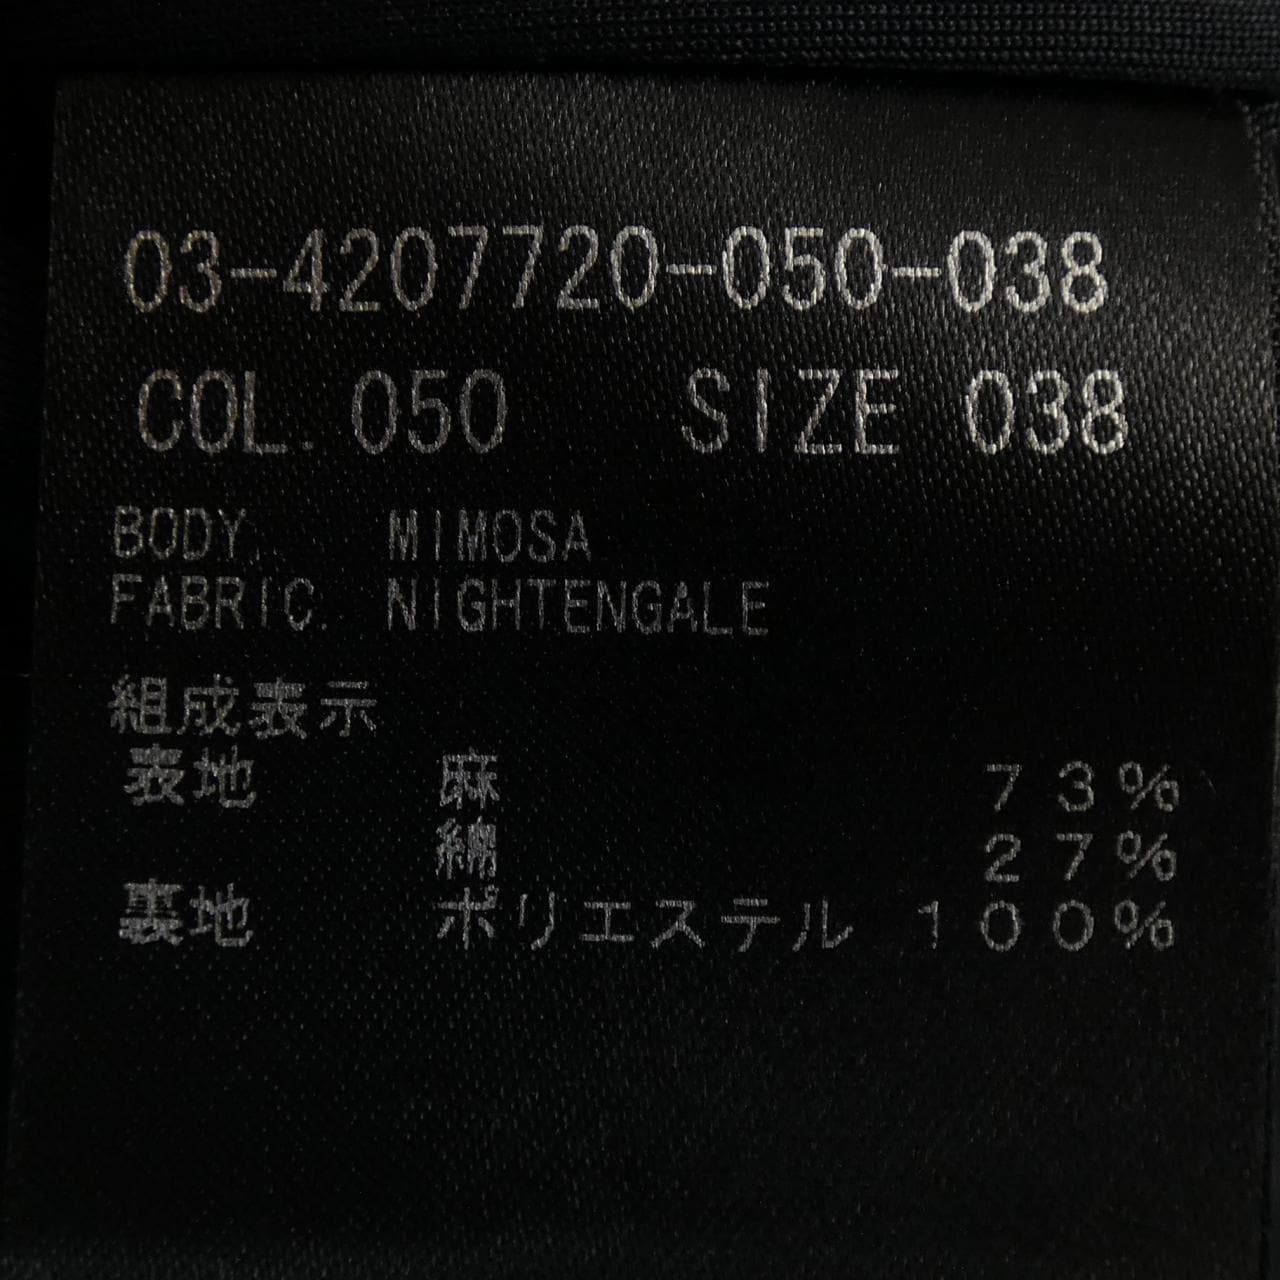 03-4207720-050-038
COL. 050 SIZE 038
BODY. MIMOSA
FABRIC. NIGHTENGALE
組成表示
表地 麻 73%
綿 27%
裏地 ポリエステル 100%